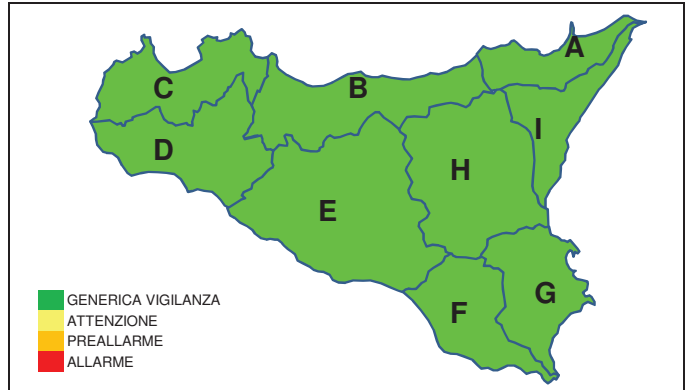 A
B
C
I
D
H
E
G
F
GENERICA VIGILANZA
ATTENZIONE
PREALLARME
ALLARME